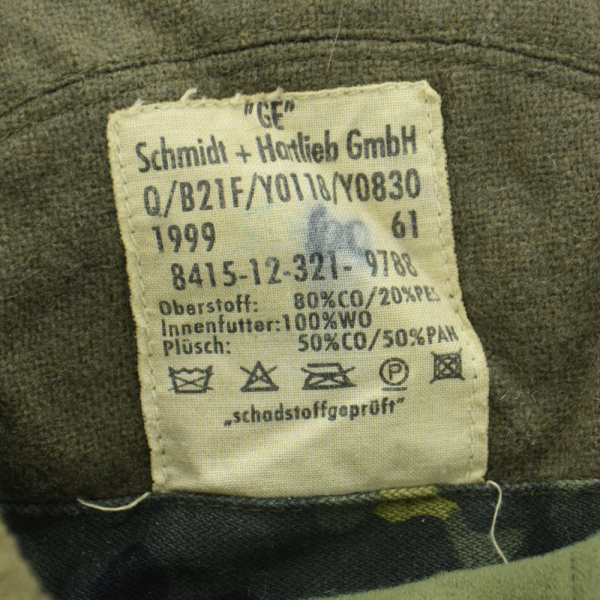 "GE"
Schmidt + Hartlieb GmbH
Q/B21F/Y0118/Y0830
1999 61
8415-12-321- 9788
Oberstoff: 80%CO/20%PES
Innenfutter:100%WO
Plüsch: 50%CO/50%PAN
P
„schadstoffgeprüft"